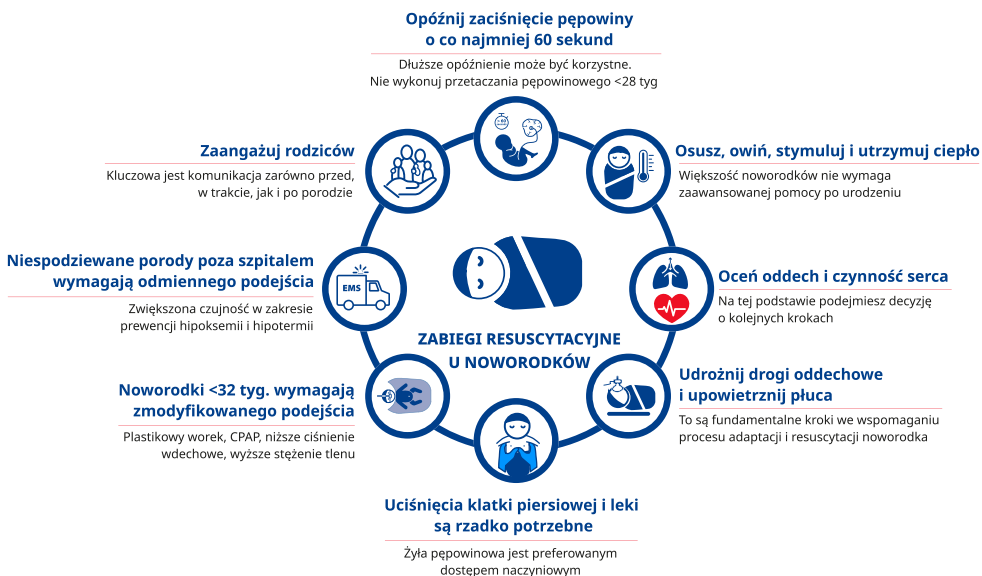 Opóźnij zaciśnięcie pępowiny
o co najmniej 60 sekund
Dłuższe opóźnienie może być korzystne.
Nie wykonuj przetaczania pępowinowego <28 tyg
Osusz, owiń, stymuluj i utrzymuj ciepło
Większość noworodków nie wymaga
zaawansowanej pomocy po urodzeniu
Oceń oddech i czynność serca
Na tej podstawie podejmiesz decyzję
o kolejnych krokach
Udrożnij drogi oddechowe
i upowietrznij płuca
To są fundamentalne kroki we wspomaganiu
procesu adaptacji i resuscytacji noworodka
Uciśnięcia klatki piersiowej i leki
są rzadko potrzebne
Żyła pępowinowa jest preferowanym
dostępem naczyniowym
Noworodki <32 tyg. wymagają
zmodyfikowanego podejścia
Plastikowy worek, CPAP, niższe ciśnienie
wdechowe, wyższe stężenie tlenu
Niespodziewane porody poza szpitalem
wymagają odmiennego podejścia
Zwiększona czujność w zakresie
prewencji hipoksemii i hipotermii
EMS
Zaangażuj rodziców
Kluczowa jest komunikacja zarówno przed,
w trakcie, jak i po porodzie
ZABIEGI RESUSCYTACYJNE
U NOWORODKÓW